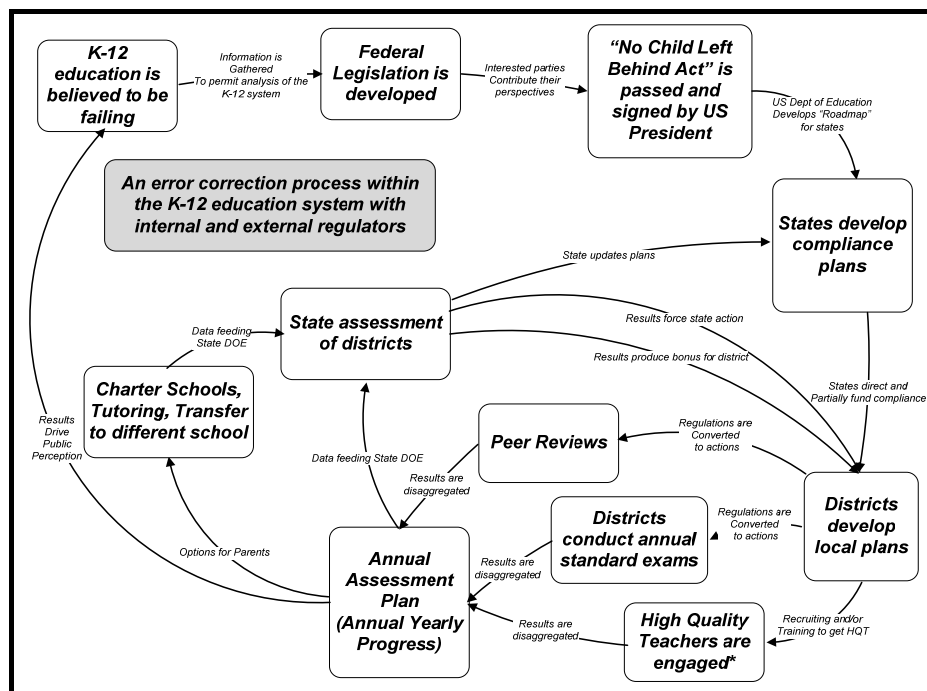 K-12
education is
believed to be
failing
Information is
Gathered
To permit analysis of the
K-12 system
Federal
Legislation is
developed
Interested parties
Contribute their
perspectives
“No Child Left
Behind Act” is
passed and
signed by US
President
US Dept of Education
Develops “Roadmap”
for states
An error correction process within
the K-12 education system with
internal and external regulators
States develop
compliance
plans
State updates plans
State assessment
of districts
Results force state action
Results produce bonus for district
Data feeding
State DOE
Charter Schools,
Tutoring, Transfer
to different school
States direct and
Partially fund compliance
Results
Drive
Public
Perception
Peer Reviews
Regulations are
Converted
to actions
Data feeding State DOE
Results are
disaggregated
Districts
conduct annual
standard exams
Regulations are
Converted
to actions
Districts
develop
local plans
Options for Parents
Annual
Assessment
Plan
(Annual Yearly
Progress)
Results are
disaggregated
Results are
disaggregated
High Quality
Teachers are
engaged*
Recruiting and/or
Training to get HQT